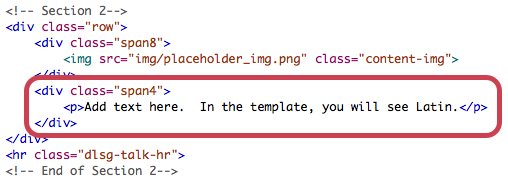 <!-- Section 2-->
<div class="row">
    <div class="span8">
        <img src="img/placeholder_img.png" class="content-img">
    </div>
    <div class="span4">
        <p>Add text here.  In the template, you will see Latin.</p>
    </div>
</div>
<hr class="dlsg-talk-hr">
<!-- End of Section 2-->